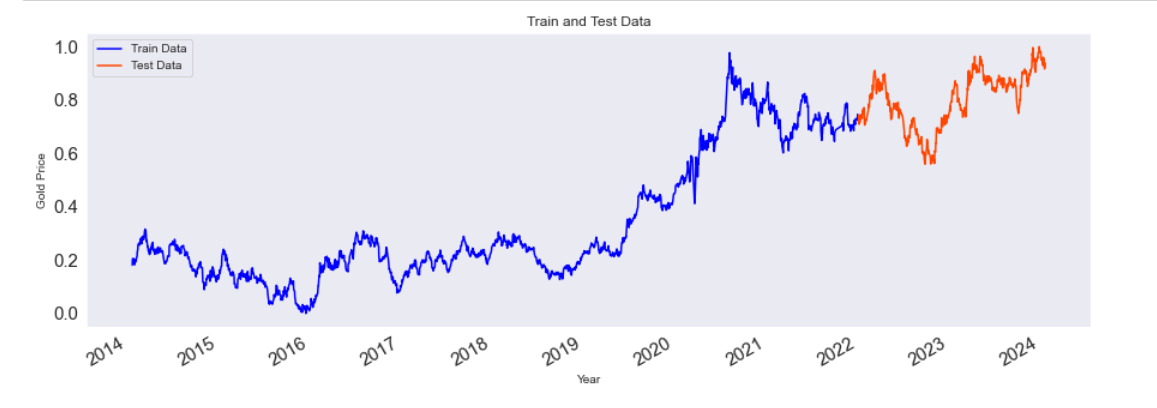 Train and Test Data
Train Data
Test Data
1.0
0.8
0.6
0.4
0.2
0.0
Gold Price
2014 2015 2016 2017 2018 2019 2020 2021 2022 2023 2024
Year